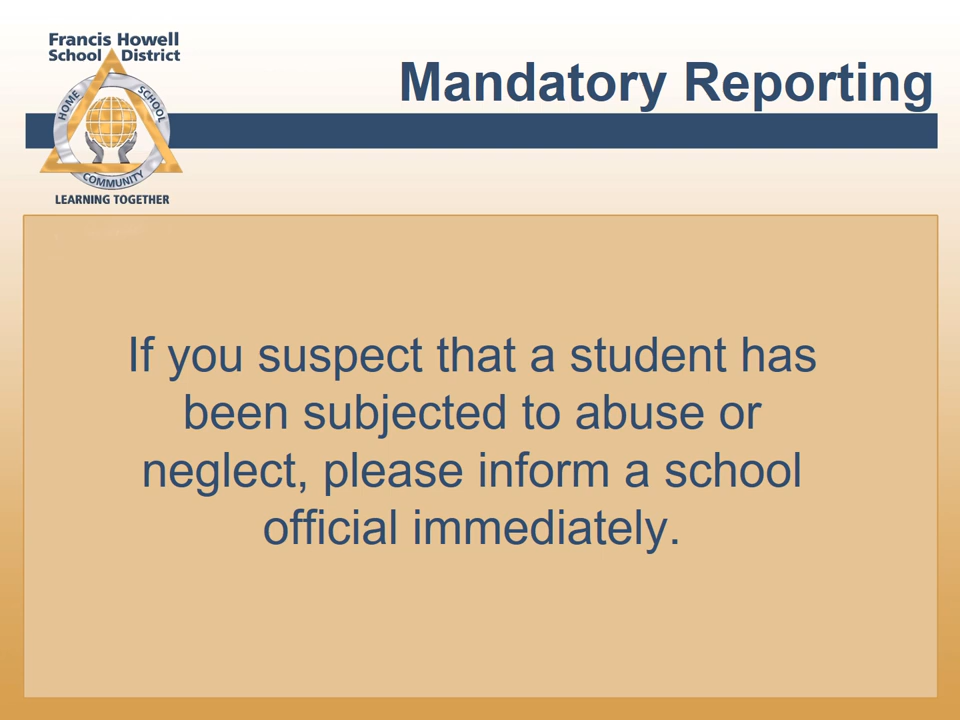 Francis Howell
School District
HOME
SCHOOL
COMMUNITY
LEARNING TOGETHER
Mandatory Reporting
If you suspect that a student has
been subjected to abuse or
neglect, please inform a school
official immediately.